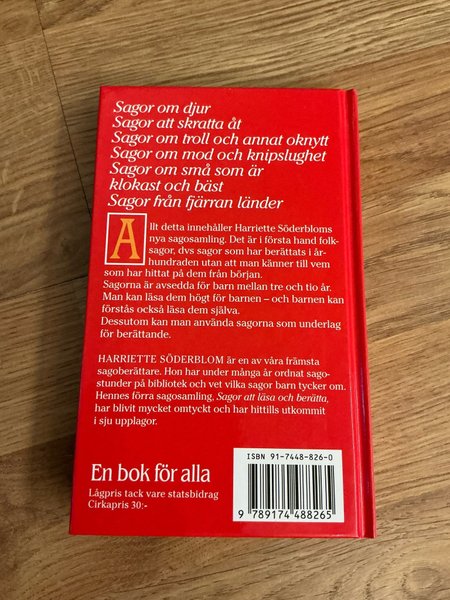 Sagor om djur
Sagor att skratta åt
Sagor om troll och annat oknytt
Sagor om mod och knipslughet
Sagor om små som är
klokast och bäst
Sagor från fjärran länder
Allt detta innehåller Harriette Söderbloms
nya sagosamling. Det är i första hand folk-
sagor, dvs sagor som har berättats i år-
hundraden utan att man känner till vem
som har hittat på dem från början.
Sagorna är avsedda för barn mellan tre och tio år.
Man kan läsa dem högt för barnen – och barnen kan
förstås också läsa dem själva.
Dessutom kan man använda sagorna som underlag
för berättande.
HARRIETTE SÖDERBLOM är en av våra främsta
sagoberättare. Hon har under många år ordnat sago-
stunder på bibliotek och vet vilka sagor barn tycker om.
Hennes förra sagosamling, Sagor att läsa och berätta,
har blivit mycket omtyckt och har hittills utkommit
i sju upplagor.
En bok för alla
Lågpris tack vare statsbidrag
Cirkapris 30:-
ISBN 91-7448-826-0
9 789174 488265